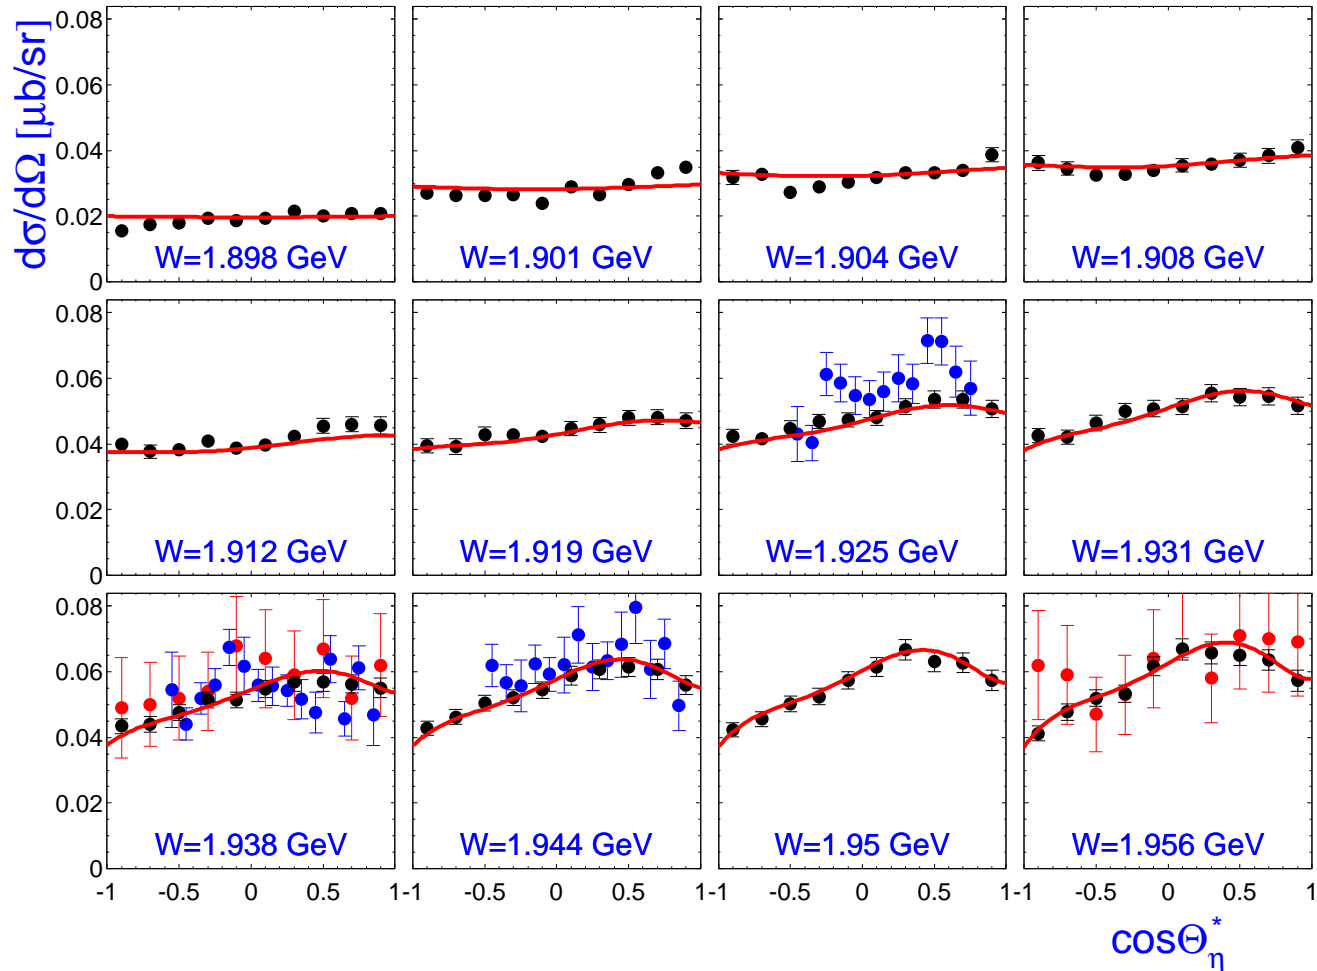 dσ/dΩ [μb/sr]
0.08
0.06
0.04
0.02
0
W=1.898 GeV
W=1.901 GeV
W=1.904 GeV
W=1.908 GeV
0.08
0.06
0.04
0.02
0
W=1.912 GeV
W=1.919 GeV
W=1.925 GeV
W=1.931 GeV
0.08
0.06
0.04
0.02
0
W=1.938 GeV
W=1.944 GeV
W=1.95 GeV
W=1.956 GeV
-1 -0.5 0 0.5 1 -1 -0.5 0 0.5 1 -1 -0.5 0 0.5 1 -1 -0.5 0 0.5 1
cosΘ*η